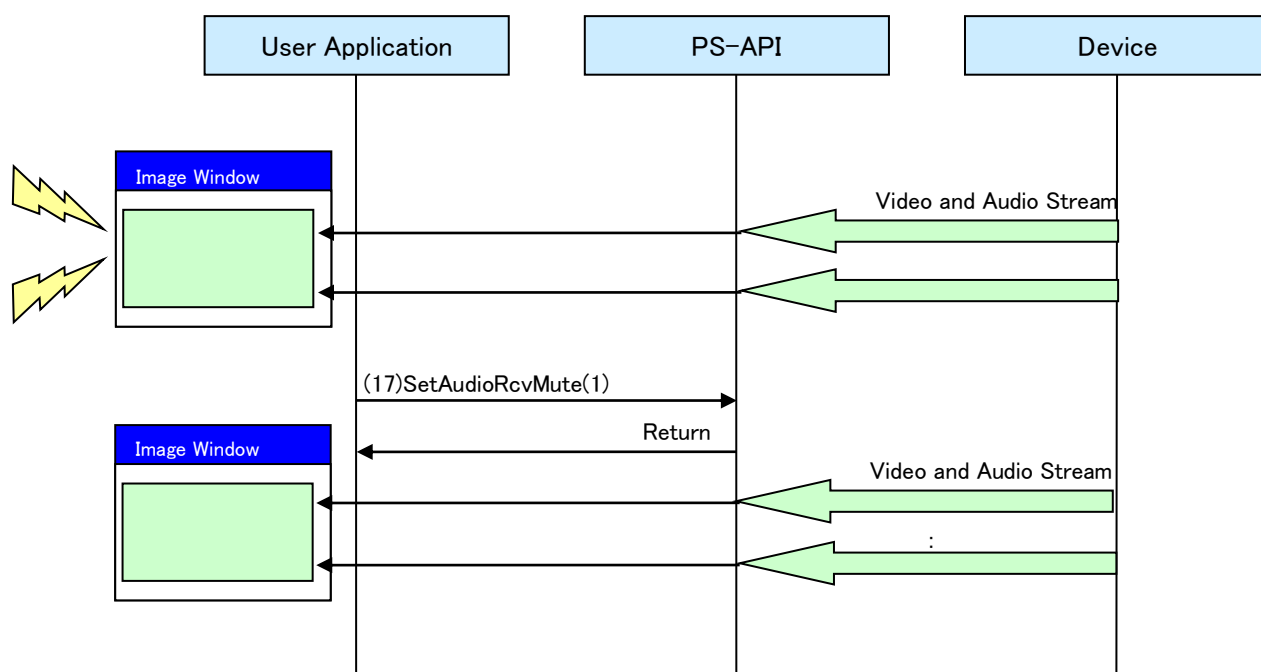 User Application
PS-API
Device
Image Window
Video and Audio Stream
(17)SetAudioRcvMute(1)
Return
Image Window
Video and Audio Stream
: